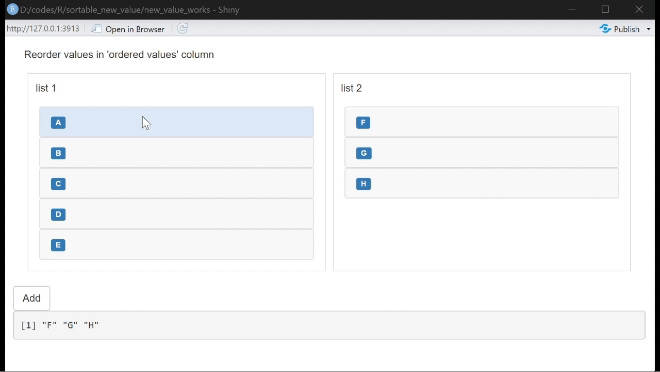 D:/codes/R/sortable_new_value/new_value_works - Shiny
http://127.0.0.1:3913 Open in Browser Publish
Reorder values in 'ordered values' column
list 1
A
B
C
D
E
list 2
F
G
H
Add
[1] "F" "G" "H"